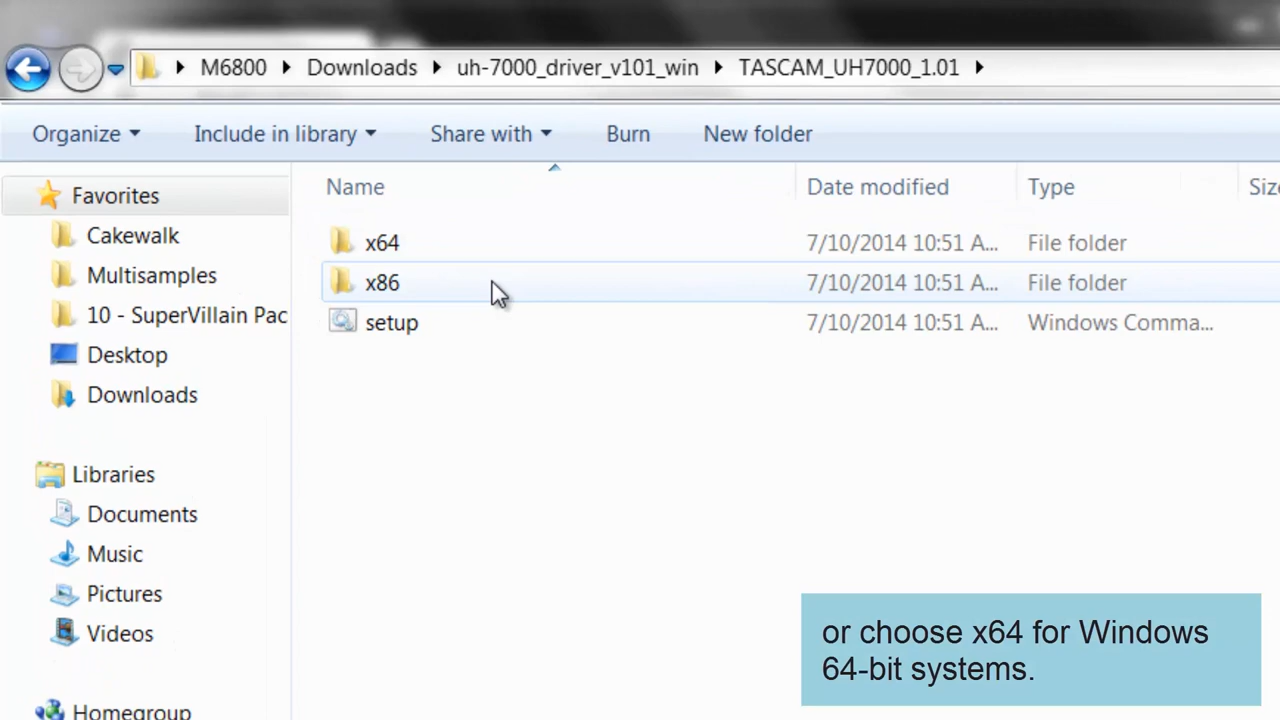 M6800 Downloads uh-7000_driver_v101_win TASCAM_UH7000_1.01
Organize Include in library Share with Burn New folder
Favorites
Cakewalk
Multisamples
10 - SuperVillain Pac
Desktop
Downloads
Libraries
Documents
Music
Pictures
Videos
Homegroup
Name Date modified Type Siz
x64 7/10/2014 10:51 A... File folder
x86 7/10/2014 10:51 A... File folder
setup 7/10/2014 10:51 A... Windows Comma...
or choose x64 for Windows
64-bit systems.